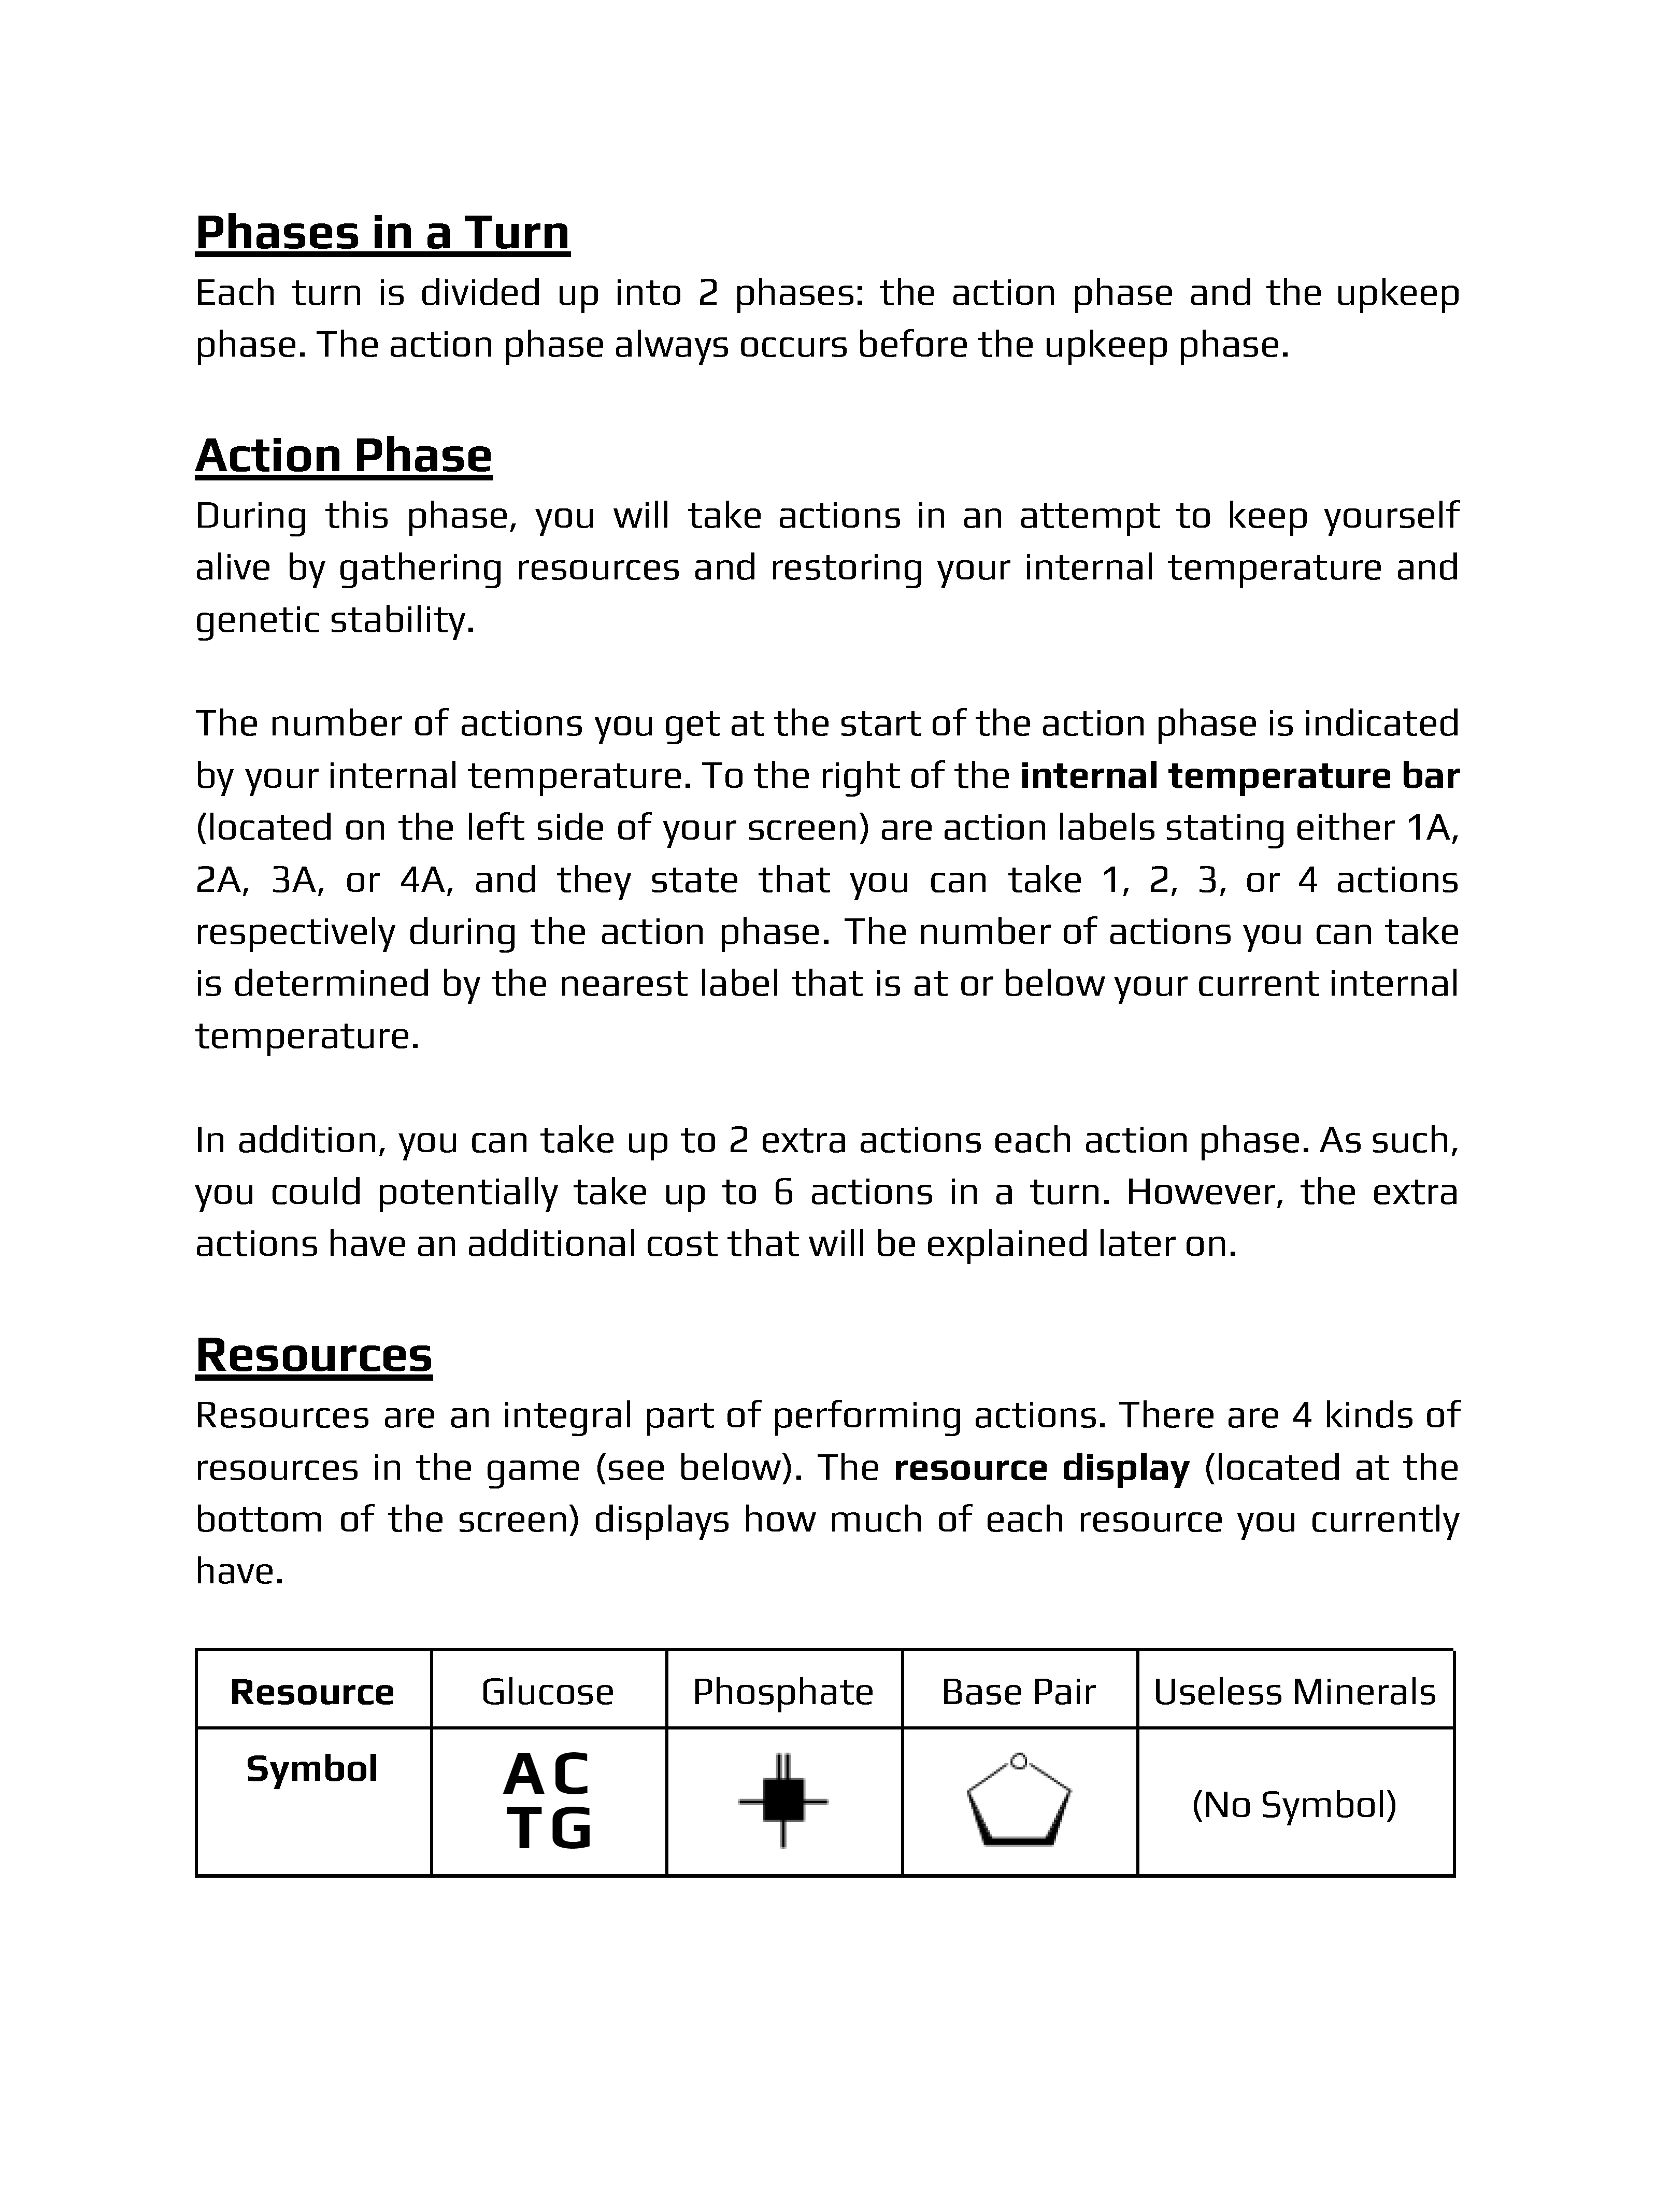 Phases in a Turn
Each turn is divided up into 2 phases: the action phase and the upkeep
phase. The action phase always occurs before the upkeep phase.
Action Phase
During this phase, you will take actions in an attempt to keep yourself
alive by gathering resources and restoring your internal temperature and
genetic stability.
The number of actions you get at the start of the action phase is indicated
by your internal temperature. To the right of the internal temperature bar
(located on the left side of your screen) are action labels stating either 1A,
2A, 3A, or 4A, and they state that you can take 1, 2, 3, or 4 actions
respectively during the action phase. The number of actions you can take
is determined by the nearest label that is at or below your current internal
temperature.
In addition, you can take up to 2 extra actions each action phase. As such,
you could potentially take up to 6 actions in a turn. However, the extra
actions have an additional cost that will be explained later on.
Resources
Resources are an integral part of performing actions. There are 4 kinds of
resources in the game (see below). The resource display (located at the
bottom of the screen) displays how much of each resource you currently
have.
Resource Glucose Phosphate Base Pair Useless Minerals
Symbol
A C
T G
(No Symbol)